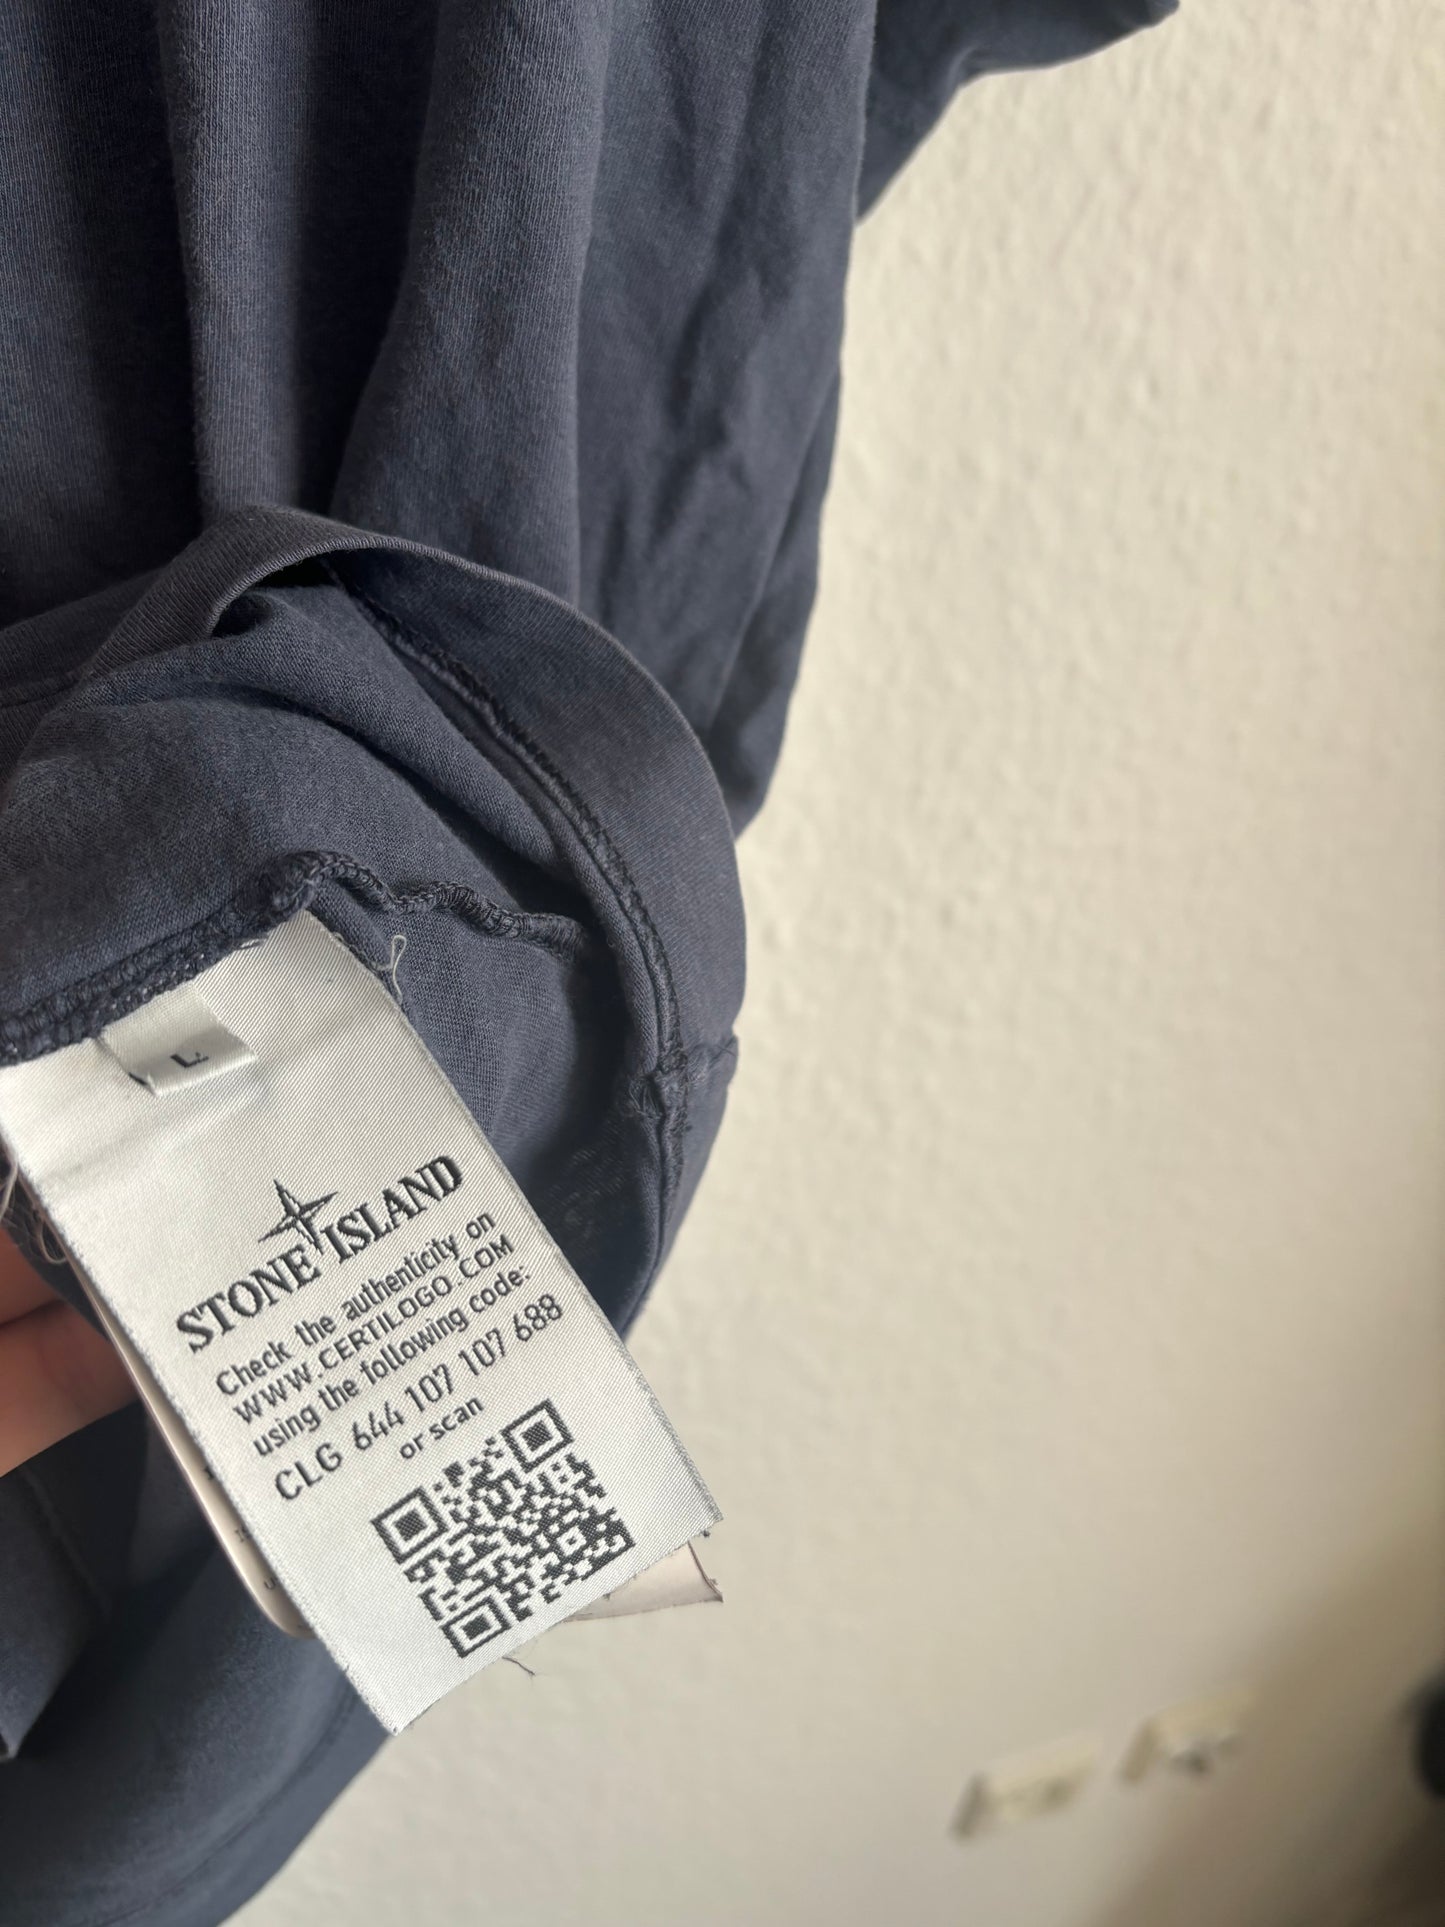 L
STONE ISLAND
Check the authenticity on
WWW.CERTILOGO.COM
using the following code:
CLG 644 107 107 688
or scan